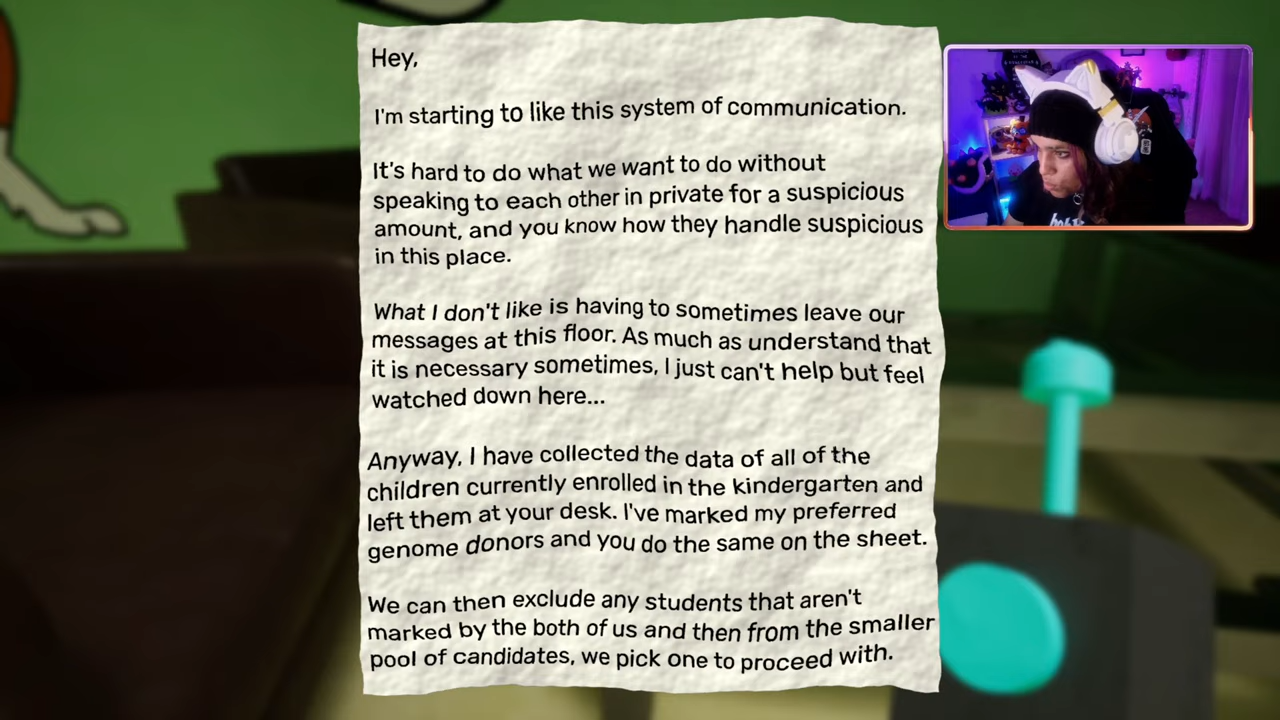 Hey,
I'm starting to like this system of communication.
It's hard to do what we want to do without
speaking to each other in private for a suspicious
amount, and you know how they handle suspicious
in this place.
What I don't like is having to sometimes leave our
messages at this floor. As much as understand that
it is necessary sometimes, I just can't help but feel
watched down here...
Anyway, I have collected the data of all of the
children currently enrolled in the kindergarten and
left them at your desk. I've marked my preferred
genome donors and you do the same on the sheet.
We can then exclude any students that aren't
marked by the both of us and then from the smaller
pool of candidates, we pick one to proceed with.